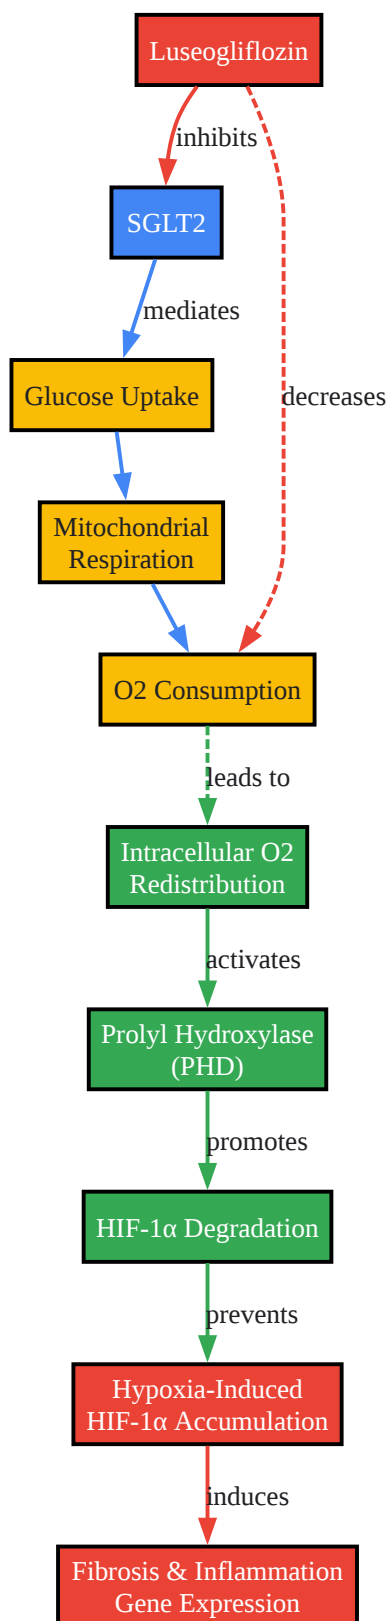 Luseogliflozin
inhibits
SGLT2
mediates
Glucose Uptake
decreases
Mitochondrial
Respiration
O2 Consumption
leads to
Intracellular O2
Redistribution
activates
Prolyl Hydroxylase
(PHD)
promotes
HIF-1α Degradation
prevents
Hypoxia-Induced
HIF-1α Accumulation
induces
Fibrosis & Inflammation
Gene Expression